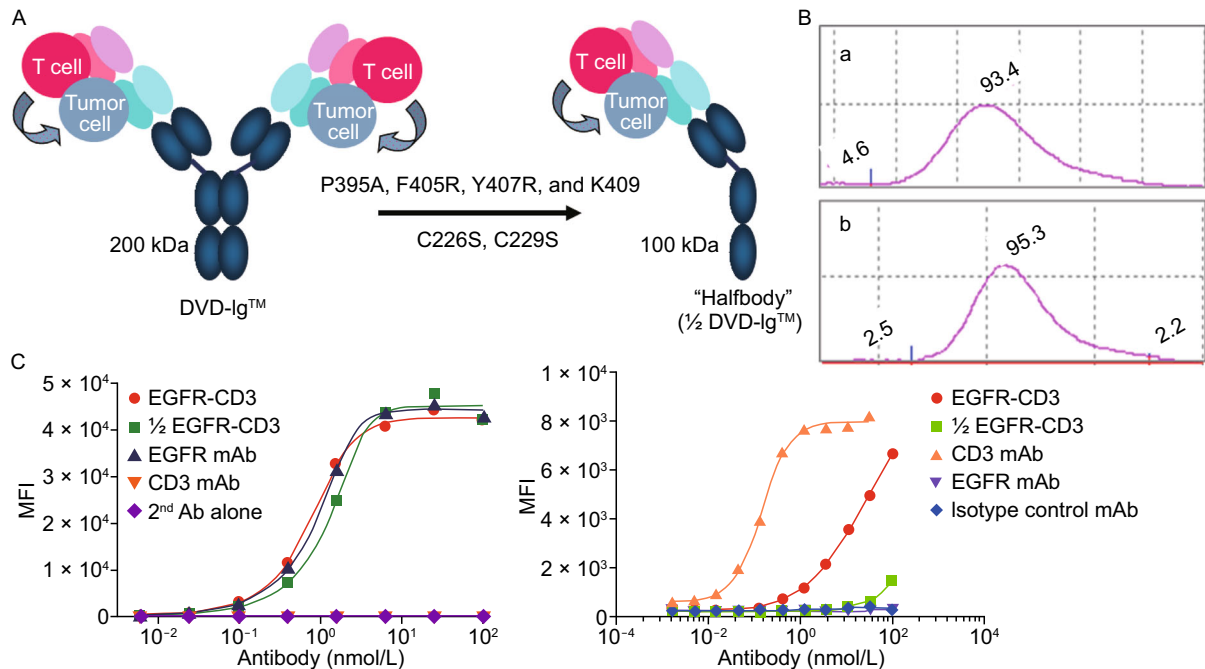 A
T cell
Tumor
cell
T cell
Tumor
cell
200 kDa
DVD-Ig™
P395A, F405R, Y407R, and K409
C226S, C229S
T cell
Tumor
cell
100 kDa
“Halfbody”
(½ DVD-Ig™)
B
a
4.6
93.4
b
2.5
95.3
2.2
C
MFI
5 × 10⁴
4 × 10⁴
3 × 10⁴
2 × 10⁴
1 × 10⁴
0
10⁻² 10⁻¹ 10⁰ 10¹ 10²
Antibody (nmol/L)
EGFR-CD3
½ EGFR-CD3
EGFR mAb
CD3 mAb
2ⁿᵈ Ab alone
MFI
1 × 10⁴
8 × 10³
6 × 10³
4 × 10³
2 × 10³
0
10⁻⁴ 10⁻² 10⁰ 10² 10⁴
Antibody (nmol/L)
EGFR-CD3
½ EGFR-CD3
CD3 mAb
EGFR mAb
Isotype control mAb